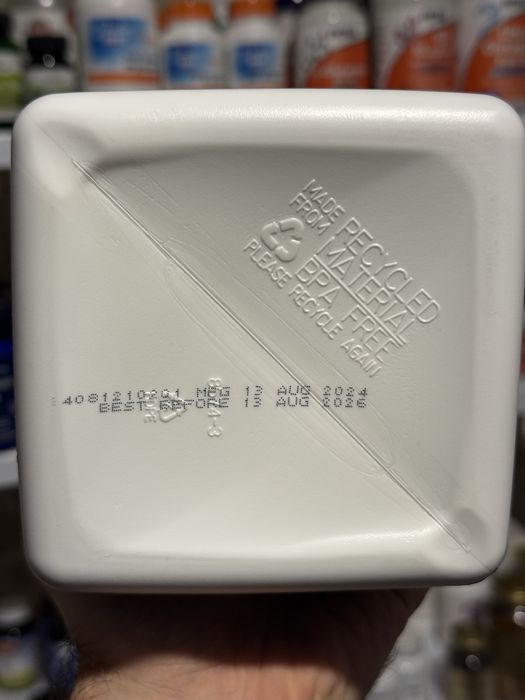 MADE
FROM
RECYCLED
MATERIAL
BPA FREE
PLEASE RECYCLE AGAIN
MFG 13 AUG 2024
BEST BEFORE 13 AUG 2026